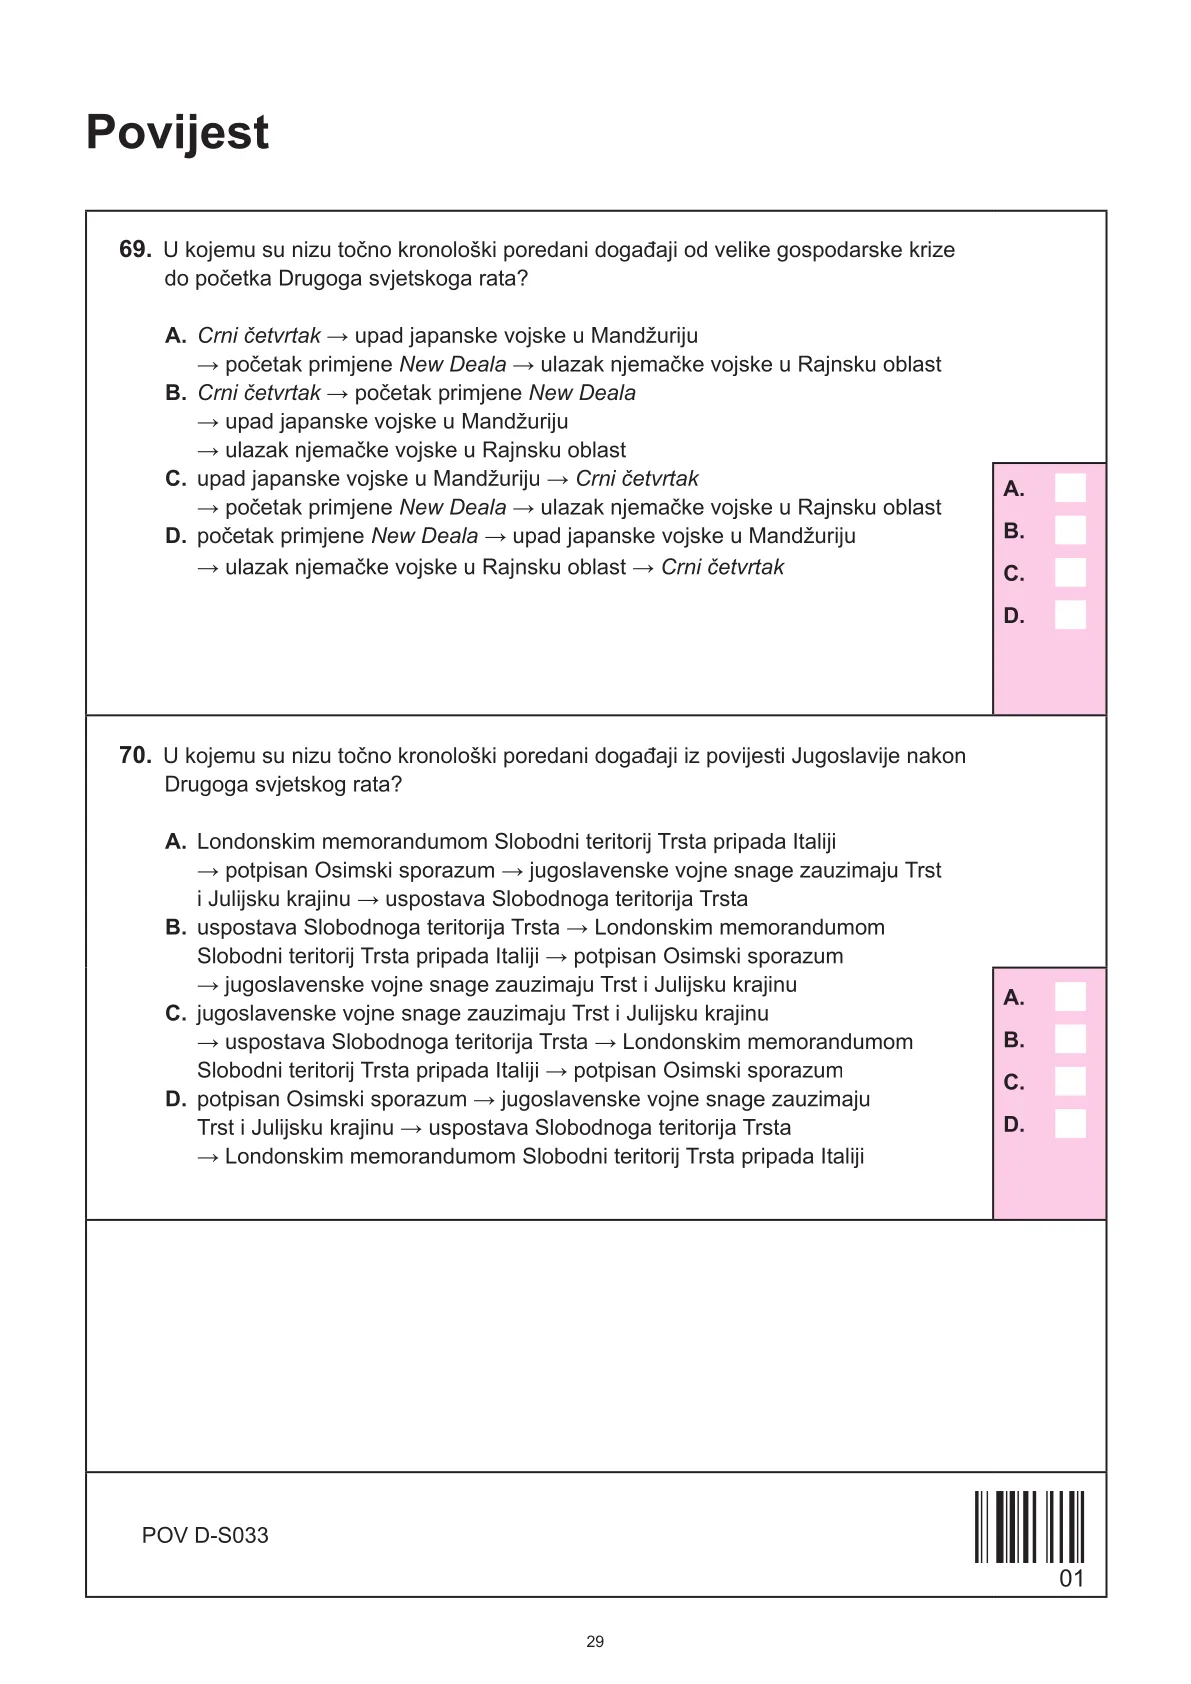 Povijest
69. U kojemu su nizu točno kronološki poredani događaji od velike gospodarske krize
do početka Drugoga svjetskoga rata?
A. Crni četvrtak → upad japanske vojske u Mandžuriju
→ početak primjene New Deala → ulazak njemačke vojske u Rajnsku oblast
B. Crni četvrtak → početak primjene New Deala
→ upad japanske vojske u Mandžuriju
→ ulazak njemačke vojske u Rajnsku oblast
C. upad japanske vojske u Mandžuriju → Crni četvrtak
→ početak primjene New Deala → ulazak njemačke vojske u Rajnsku oblast
D. početak primjene New Deala → upad japanske vojske u Mandžuriju
→ ulazak njemačke vojske u Rajnsku oblast → Crni četvrtak
A.
B.
C.
D.
70. U kojemu su nizu točno kronološki poredani događaji iz povijesti Jugoslavije nakon
Drugoga svjetskog rata?
A. Londonskim memorandumom Slobodni teritorij Trsta pripada Italiji
→ potpisan Osimski sporazum → jugoslavenske vojne snage zauzimaju Trst
i Julijsku krajinu → uspostava Slobodnoga teritorija Trsta
B. uspostava Slobodnoga teritorija Trsta → Londonskim memorandumom
Slobodni teritorij Trsta pripada Italiji → potpisan Osimski sporazum
→ jugoslavenske vojne snage zauzimaju Trst i Julijsku krajinu
C. jugoslavenske vojne snage zauzimaju Trst i Julijsku krajinu
→ uspostava Slobodnoga teritorija Trsta → Londonskim memorandumom
Slobodni teritorij Trsta pripada Italiji → potpisan Osimski sporazum
D. potpisan Osimski sporazum → jugoslavenske vojne snage zauzimaju
Trst i Julijsku krajinu → uspostava Slobodnoga teritorija Trsta
→ Londonskim memorandumom Slobodni teritorij Trsta pripada Italiji
A.
B.
C.
D.
POV D-S033
01
29